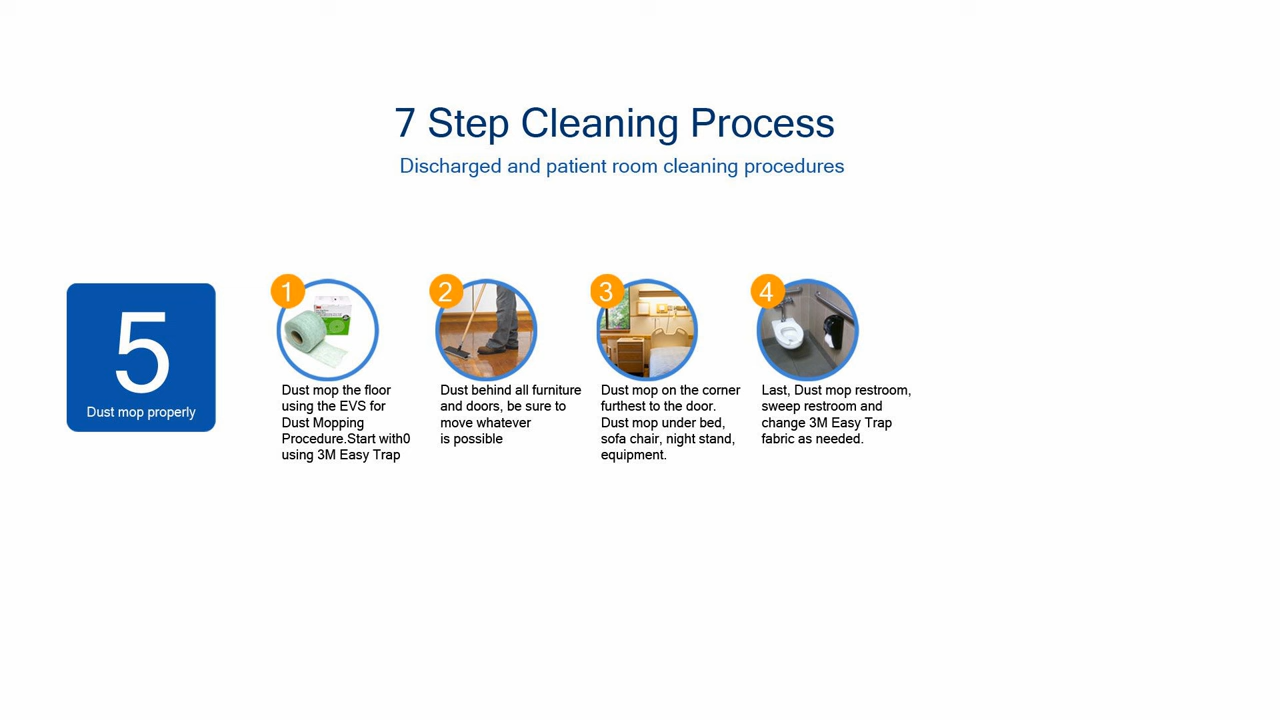 7 Step Cleaning Process
Discharged and patient room cleaning procedures
5
Dust mop properly
1
Dust mop the floor
using the EVS for
Dust Mopping
Procedure.Start with0
using 3M Easy Trap
2
Dust behind all furniture
and doors, be sure to
move whatever
is possible
3
Dust mop on the corner
furthest to the door.
Dust mop under bed,
sofa chair, night stand,
equipment.
4
Last, Dust mop restroom,
sweep restroom and
change 3M Easy Trap
fabric as needed.